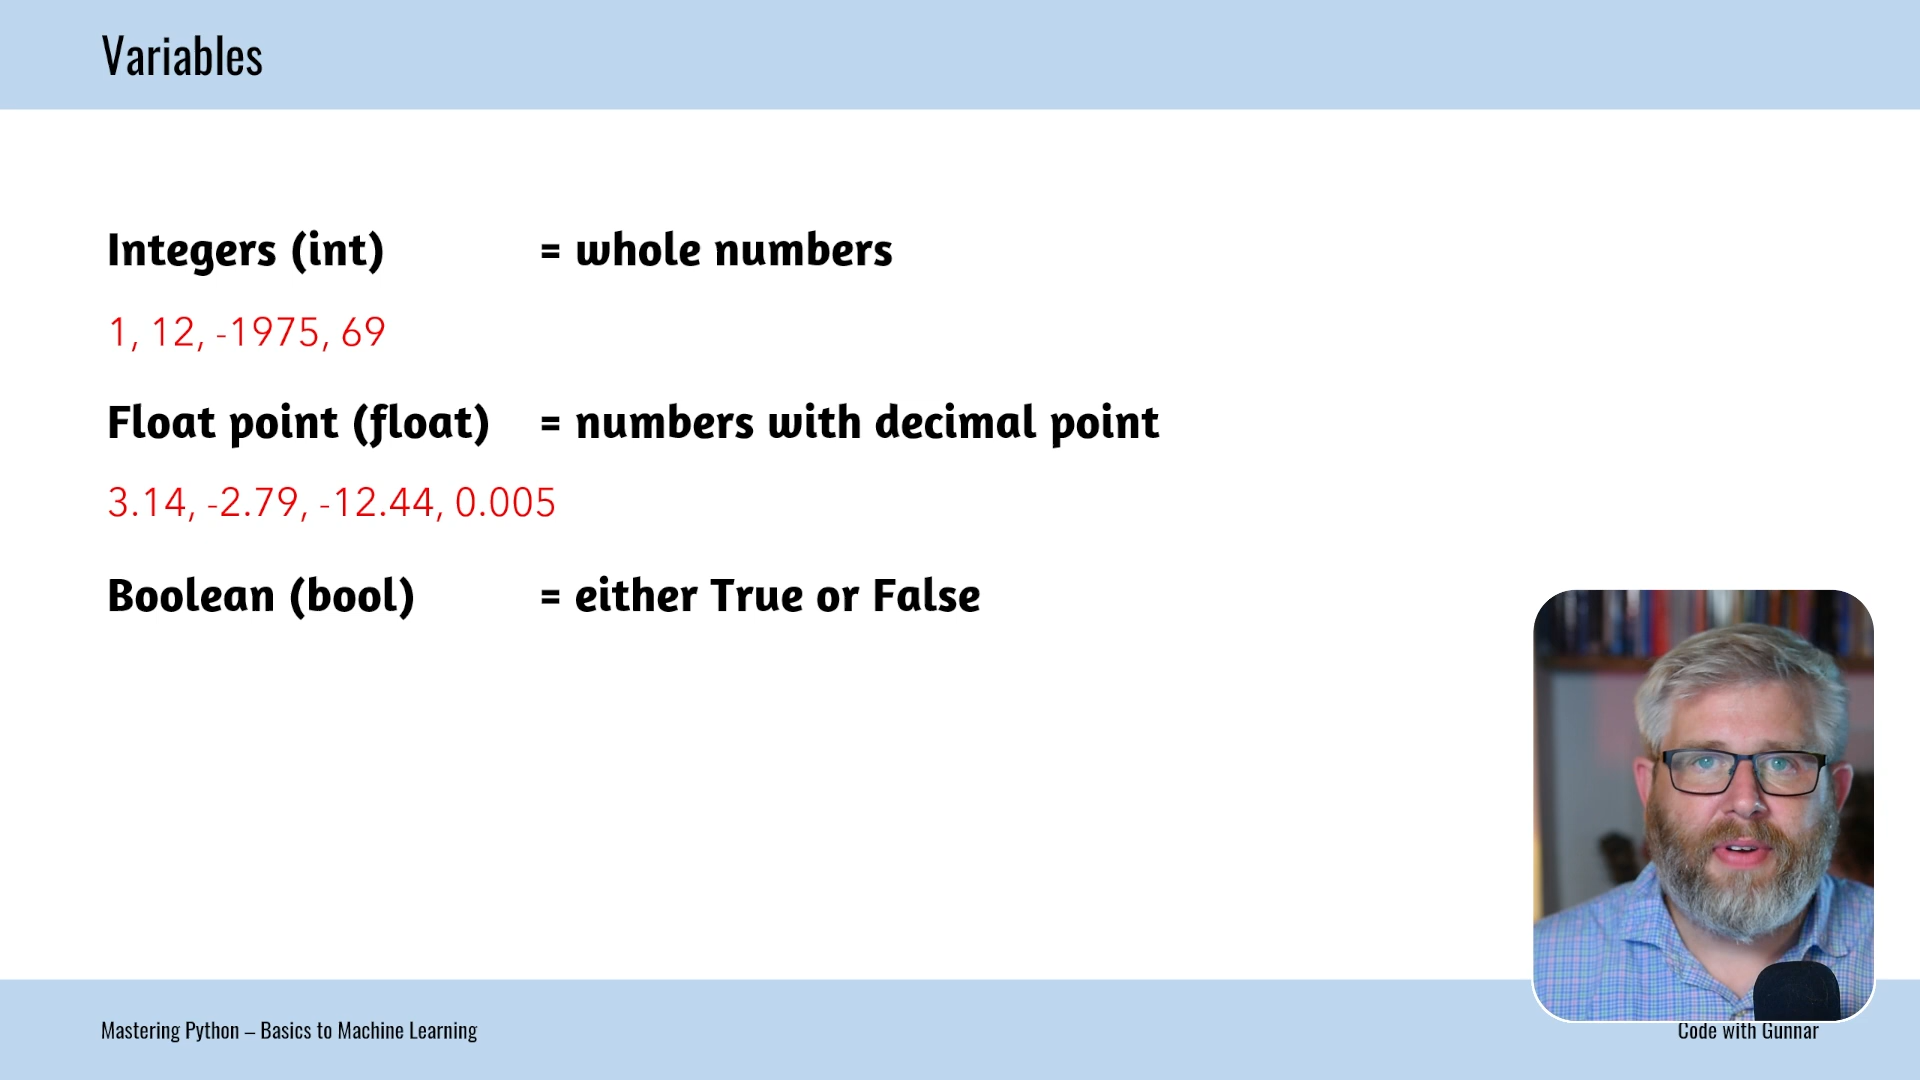 Variables
Integers (int) = whole numbers
1, 12, -1975, 69
Float point (float) = numbers with decimal point
3.14, -2.79, -12.44, 0.005
Boolean (bool) = either True or False
Mastering Python – Basics to Machine Learning
Code with Gunnar